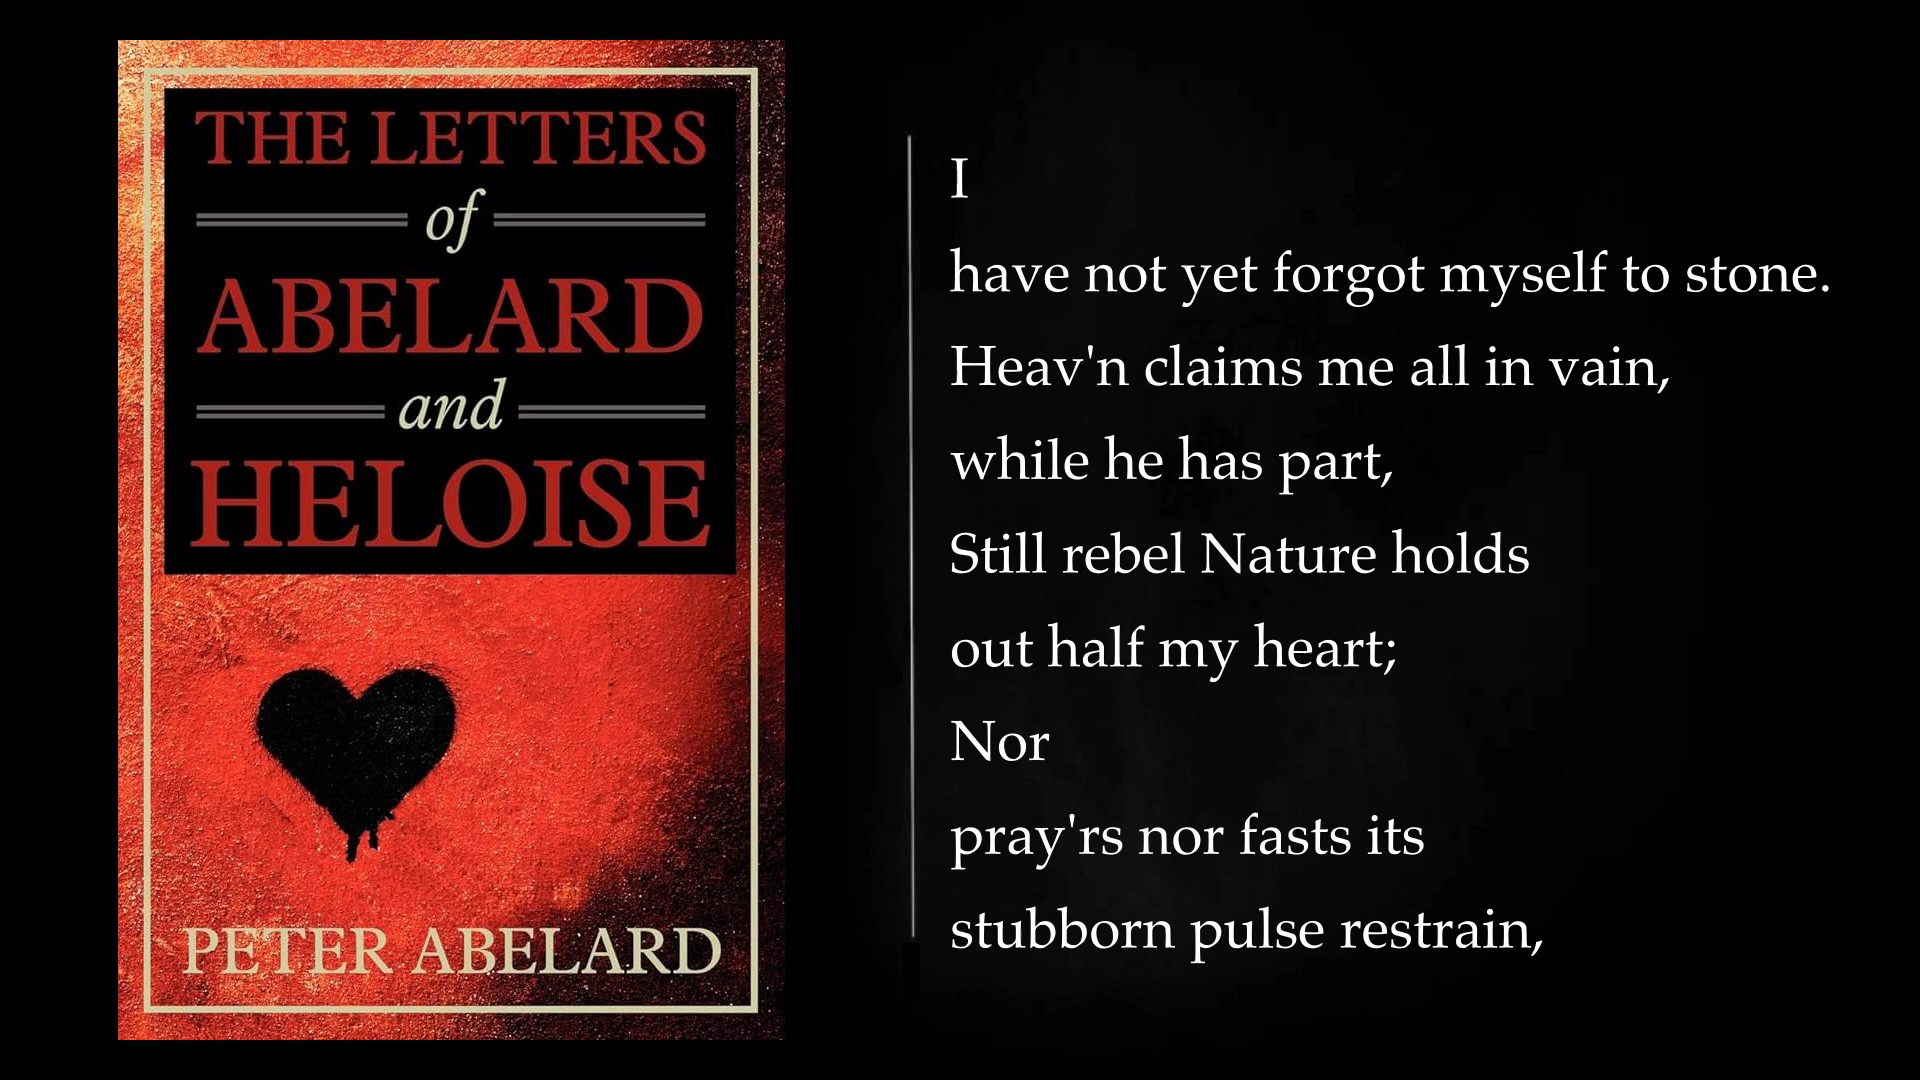 THE LETTERS
of
ABELARD
and
HELOISE
PETER ABELARD
I
have not yet forgot myself to stone.
Heav'n claims me all in vain,
while he has part,
Still rebel Nature holds
out half my heart;
Nor
pray'rs nor fasts its
stubborn pulse restrain,